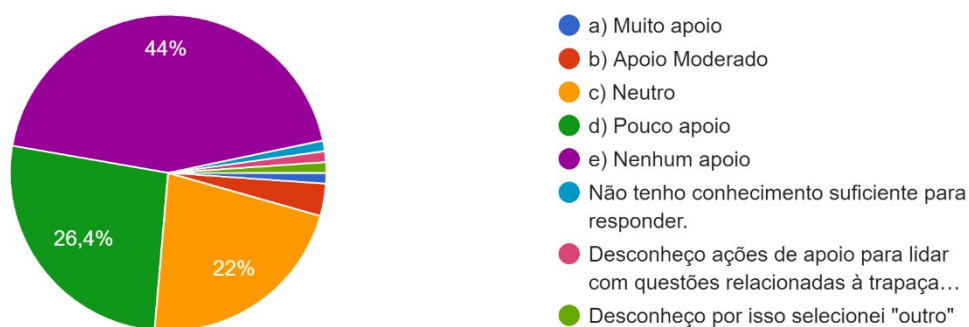 44%
26,4%
22%
a) Muito apoio
b) Apoio Moderado
c) Neutro
d) Pouco apoio
e) Nenhum apoio
Não tenho conhecimento suficiente para
responder.
Desconheço ações de apoio para lidar
com questões relacionadas à trapaça…
Desconheço por isso selecionei "outro"